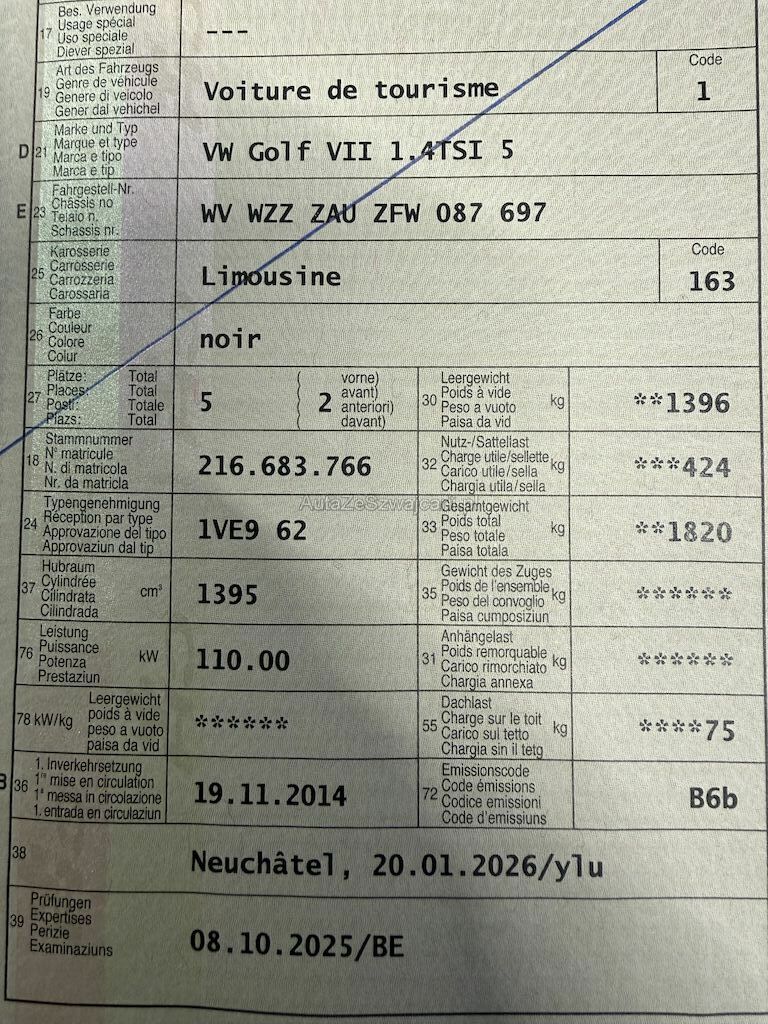 17
Bes. Verwendung
Usage spécial
Uso speciale
Diever spezial
---
19
Art des Fahrzeugs
Genre de véhicule
Genere di veicolo
Gener dal vehichel
Voiture de tourisme
Code
1
D 21
Marke und Typ
Marque et type
Marca e tipo
Marca e tip
VW Golf VII 1.4TSI 5
E 23
Fahrgestell-Nr.
Châssis no
Telaio n.
Schassis nr.
WV WZZ ZAU ZFW 087 697
25
Karosserie
Carrosserie
Carrozzeria
Carossaria
Limousine
Code
163
26
Farbe
Couleur
Colore
Colur
noir
27
Plätze: Total
Places: Total
Posti: Totale
Plazs: Total
5
( 2
vorne)
avant)
anteriori)
davant)
30
Leergewicht
Poids à vide
Peso a vuoto
Paisa da vid
kg
**1396
18
Stammnummer
N° matricule
N. di matricola
Nr. da matricla
216.683.766
32
Nutz-/Sattellast
Charge utile/sellette
Carico utile/sella
Chargia utila/sella
kg
***424
24
Typengenehmigung
Réception par type
Approvazione del tipo
Approvaziun dal tip
1VE9 62
AutaZeSzwajcarii
33
Gesamtgewicht
Poids total
Peso totale
Paisa totala
kg
**1820
37
Hubraum
Cylindrée
Cilindrata
Cilindrada
cm³
1395
35
Gewicht des Zuges
Poids de l'ensemble
Peso del convoglio
Paisa cumposiziun
kg
******
76
Leistung
Puissance
Potenza
Prestaziun
kW
110.00
31
Anhängelast
Poids remorquable
Carico rimorchiato
Chargia annexa
kg
******
78 kW/kg
Leergewicht
poids à vide
peso a vuoto
paisa da vid
******
55
Dachlast
Charge sur le toit
Carico sul tetto
Chargia sin il tetg
kg
****75
B 36
1. Inverkehrsetzung
1re mise en circulation
1a messa in circolazione
1. entrada en circulaziun
19.11.2014
72
Emissionscode
Code émissions
Codice emissioni
Code d'emissiuns
B6b
38
Neuchâtel, 20.01.2026/ylu
39
Prüfungen
Expertises
Perizie
Examinaziuns
08.10.2025/BE